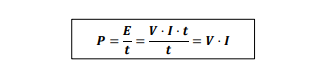 P = E/t = V · I · t/t = V · I